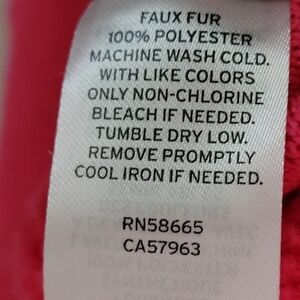 FAUX FUR
100% POLYESTER
MACHINE WASH COLD.
WITH LIKE COLORS
ONLY NON-CHLORINE
BLEACH IF NEEDED.
TUMBLE DRY LOW.
REMOVE PROMPTLY
COOL IRON IF NEEDED.
RN58665
CA57963